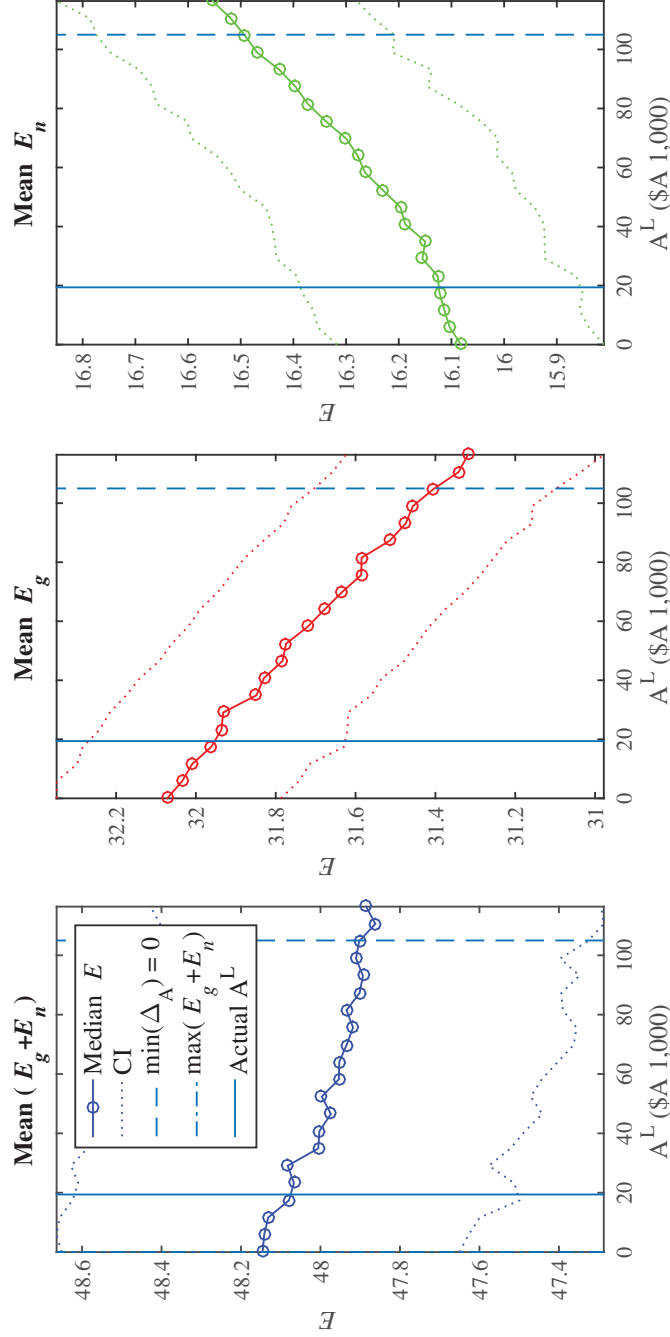 Mean (E_g+E_n)
48.6
48
47.8
47.6
47.4
E
0
20
40
60
80
100
A^L ($A 1,000)
Median E
CI
min(Δ_A) = 0
max(E_g+E_n)
Actual A^L
Mean E_g
32.2
32
31.8
31.6
31.4
31.2
31
E
0
20
40
60
80
100
A^L ($A 1,000)
Mean E_n
16.8
16.7
16.6
16.5
16.4
16.3
16.2
16.1
16
15.9
E
0
20
40
60
80
100
A^L ($A 1,000)